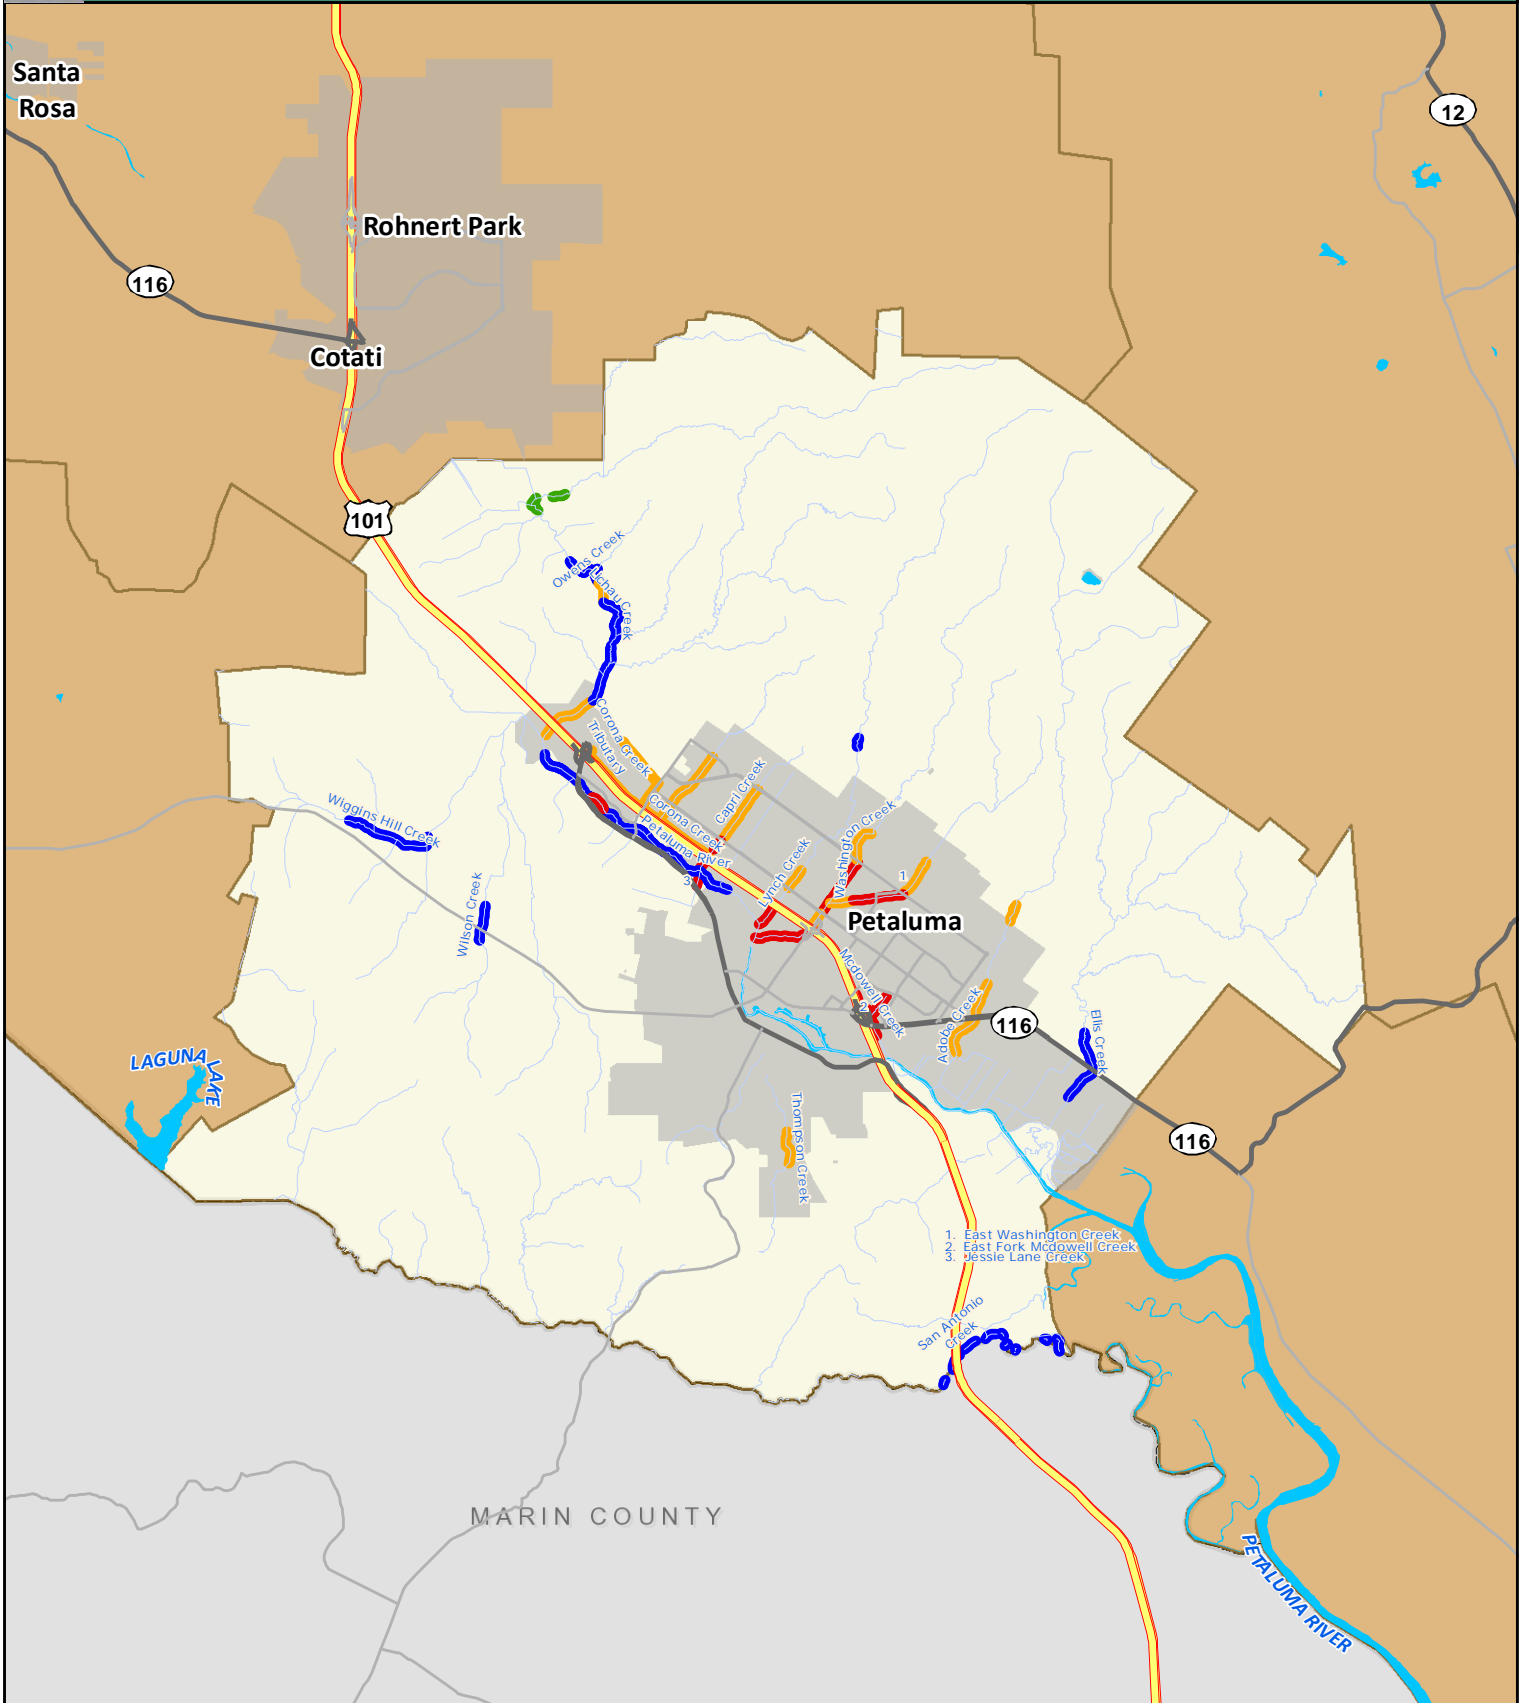 Santa
Rosa
12
Rohnert Park
116
Cotati
101
Owens Creek
Lichau Creek
Corona Creek
Tributary
Corona Creek
Capri Creek
Wiggins Hill Creek
Petaluma River
3
Lynch Creek
Washington Creek
1
Petaluma
Wilson Creek
Mcdowell Creek
2
Adobe Creek
116
Ellis Creek
LAGUNA
LAKE
Thompson Creek
116
1. East Washington Creek
2. East Fork Mcdowell Creek
3. Jessie Lane Creek
San Antonio
Creek
MARIN COUNTY
PETALUMA RIVER